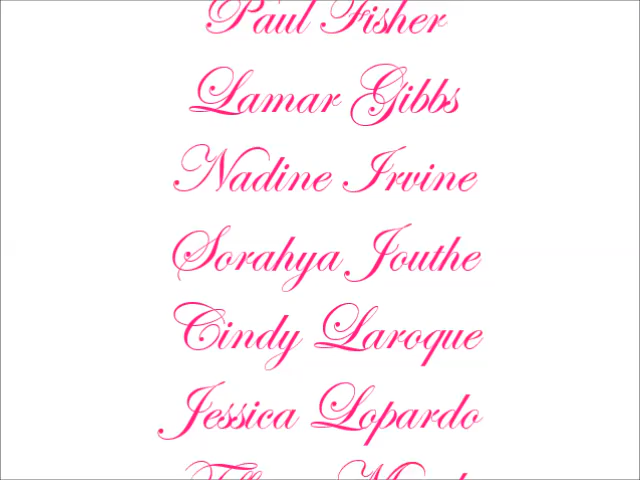 Paul Fisher
Lamar Gibbs
Nadine Irvine
Sorahya Jouthe
Cindy Laroque
Jessica Lopardo